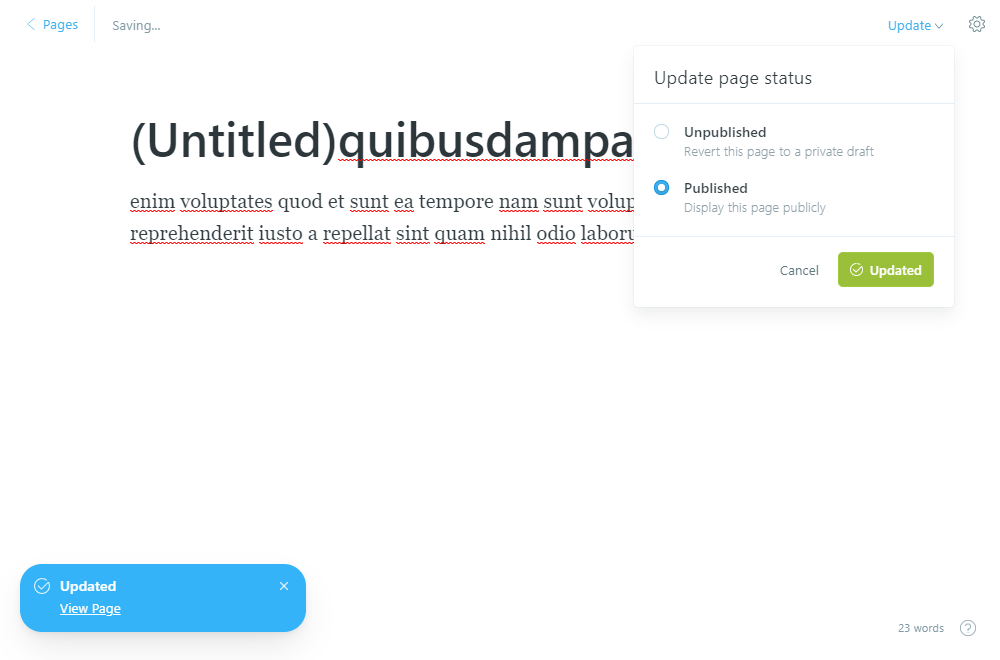 Pages
Saving...
Update
Update page status
(Untitled)quibusdampa
Unpublished
Revert this page to a private draft
Published
Display this page publicly
enim voluptates quod et sunt ea tempore nam sunt volup
reprehenderit iusto a repellat sint quam nihil odio laboru
Cancel
Updated
Updated
View Page
23 words
?